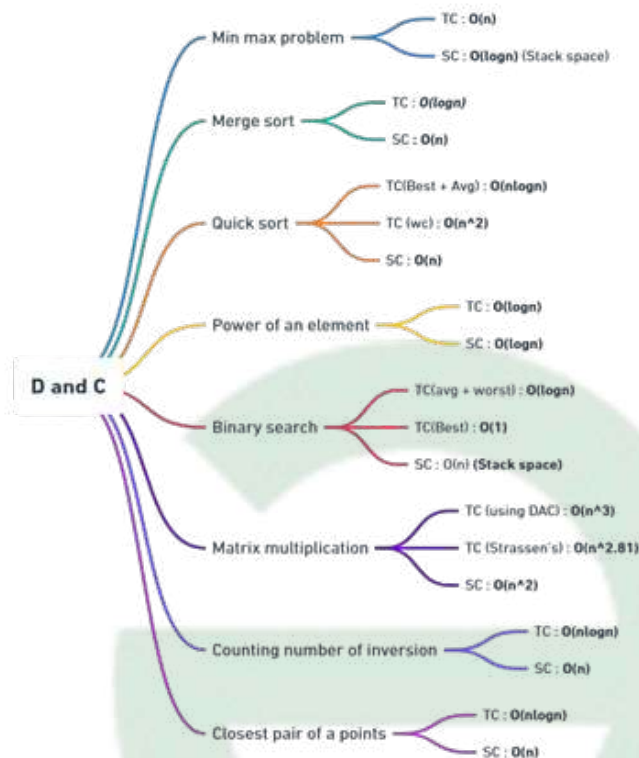 D and C
Min max problem
TC : O(n)
SC : O(logn) (Stack space)
Merge sort
TC : O(logn)
SC : O(n)
Quick sort
TC(Best + Avg) : O(nlogn)
TC (wc) : O(n^2)
SC : O(n)
Power of an element
TC : O(logn)
SC : O(logn)
Binary search
TC(avg + worst) : O(logn)
TC(Best) : O(1)
SC : O(n) (Stack space)
Matrix multiplication
TC (using DAC) : O(n^3)
TC (Strassen's) : O(n^2.81)
SC : O(n^2)
Counting number of inversion
TC : O(nlogn)
SC : O(n)
Closest pair of a points
TC : O(nlogn)
SC : O(n)